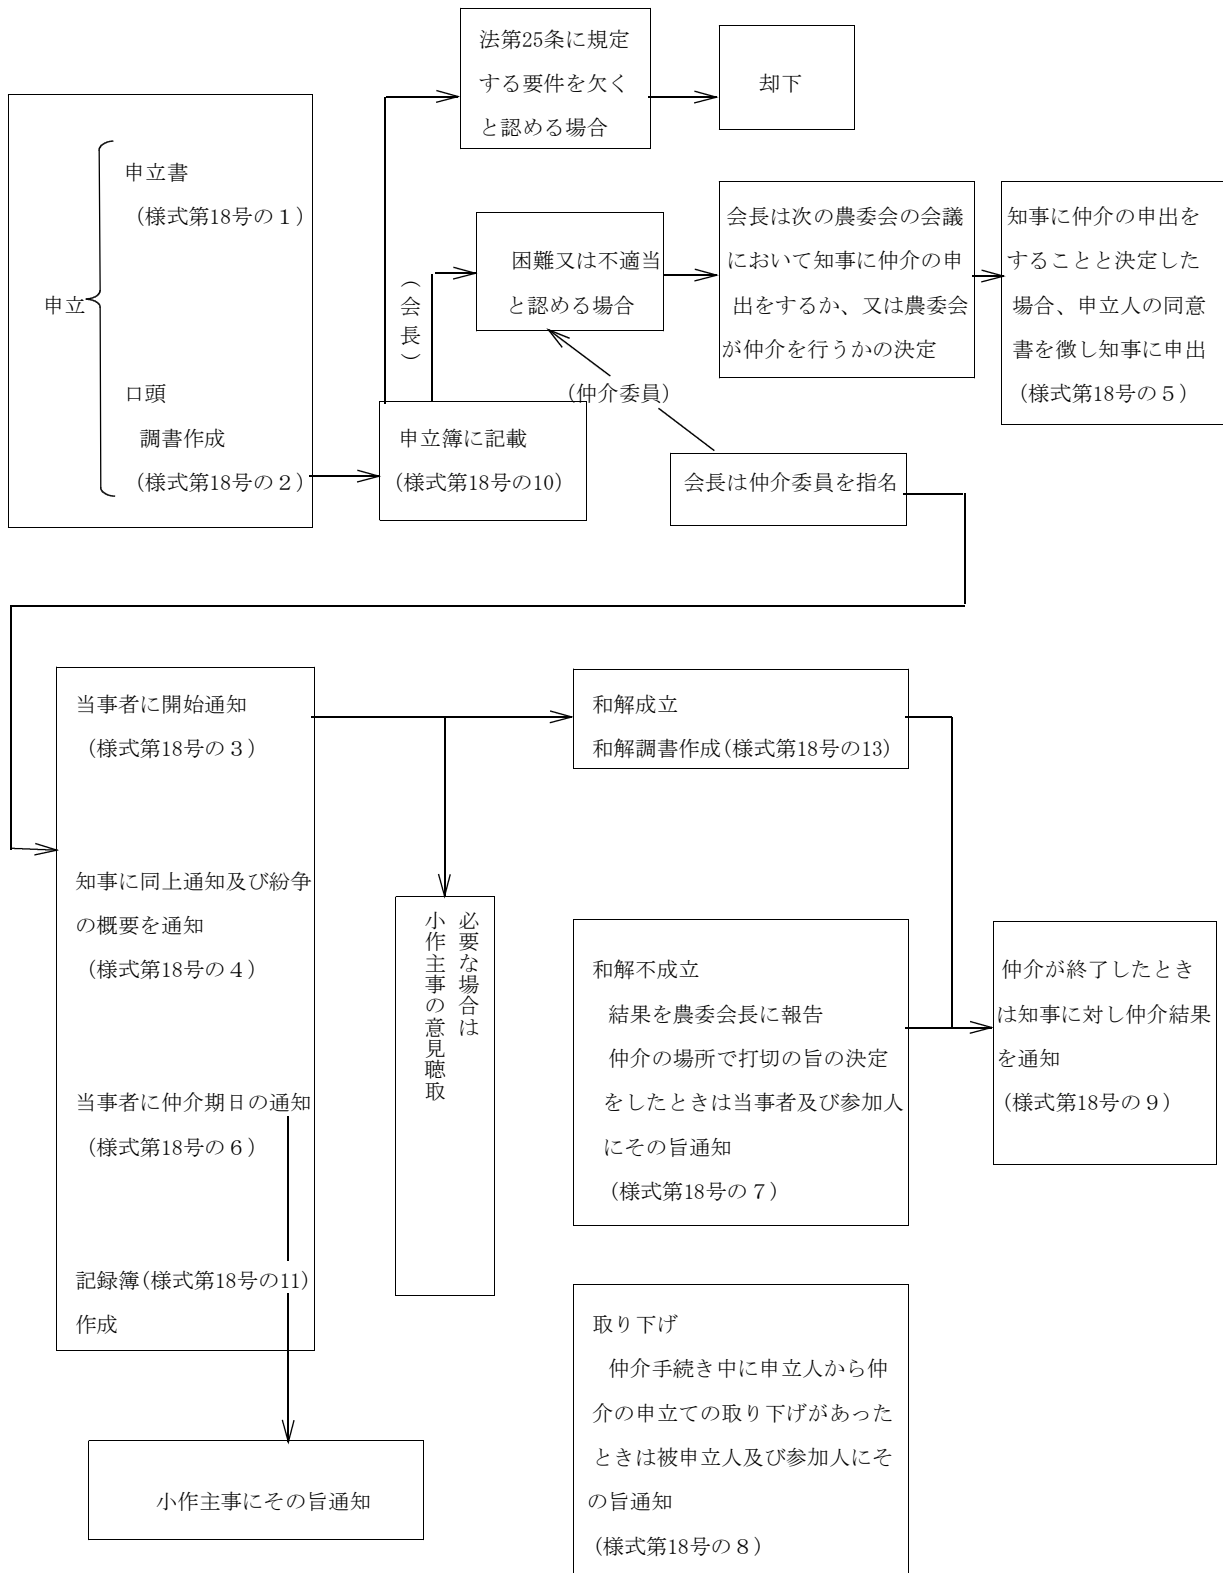 法第25条に規定
する要件を欠く
と認める場合
却下
申立
申立書
(様式第18号の１)
口頭
調書作成
(様式第18号の２)
(会長)
困難又は不適当
と認める場合
会長は次の農委会の会議
において知事に仲介の申
出をするか、又は農委会
が仲介を行うかの決定
知事に仲介の申出を
することと決定した
場合、申立人の同意
書を徴し知事に申出
(様式第18号の５)
(仲介委員)
申立簿に記載
(様式第18号の10)
会長は仲介委員を指名
当事者に開始通知
(様式第18号の３)
知事に同上通知及び紛争
の概要を通知
(様式第18号の４)
当事者に仲介期日の通知
(様式第18号の６)
記録簿(様式第18号の11)
作成
小作主事にその旨通知
必要な場合は
小作主事の意見聴取
和解成立
和解調書作成(様式第18号の13)
和解不成立
結果を農委会長に報告
仲介の場所で打切の旨の決定
をしたときは当事者及び参加人
にその旨通知
(様式第18号の７)
取り下げ
仲介手続き中に申立人から仲
介の申立ての取り下げがあった
ときは被申立人及び参加人にそ
の旨通知
(様式第18号の８)
仲介が終了したとき
は知事に対し仲介結果
を通知
(様式第18号の９)